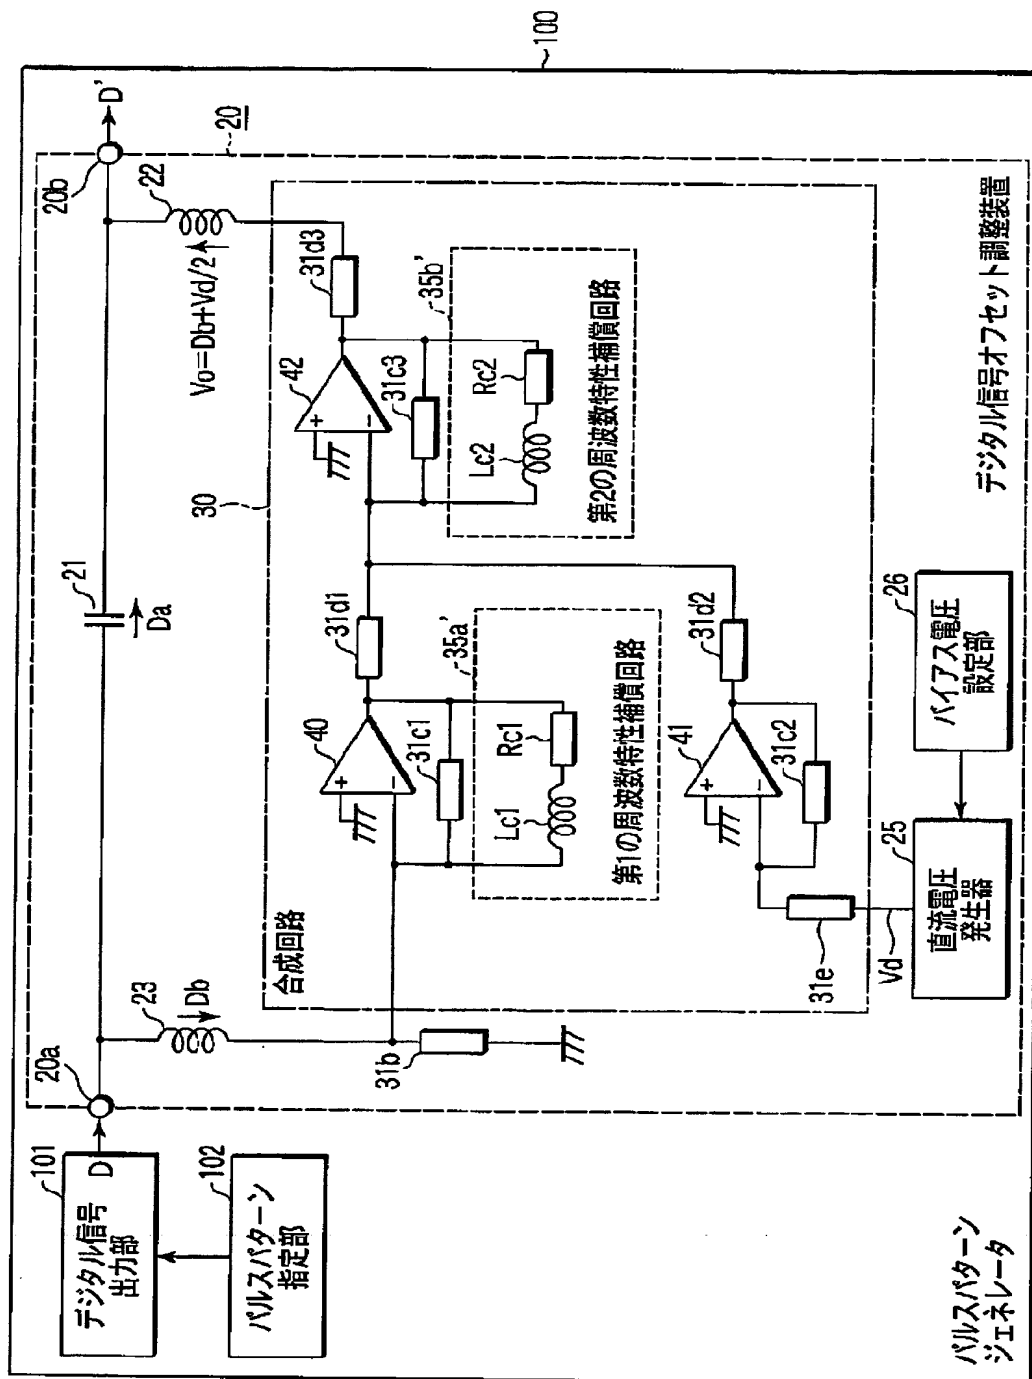 100
101
デジタル信号
出力部
D
102
パルスパターン
指定部
パルスパターン
ジェネレータ
20a
20b
D'
20
21
Da
22
Vo=Db+Vd/2
23
Db
31b
30
合成回路
40
+
-
31c1
31d1
35a'
Lc1
Rc1
第1の周波数特性補償回路
42
+
-
31c3
31d3
35b'
Lc2
Rc2
第2の周波数特性補償回路
41
+
-
31c2
31d2
31e
Vd
25
直流電圧
発生器
26
バイアス電圧
設定部
デジタル信号オフセット調整装置